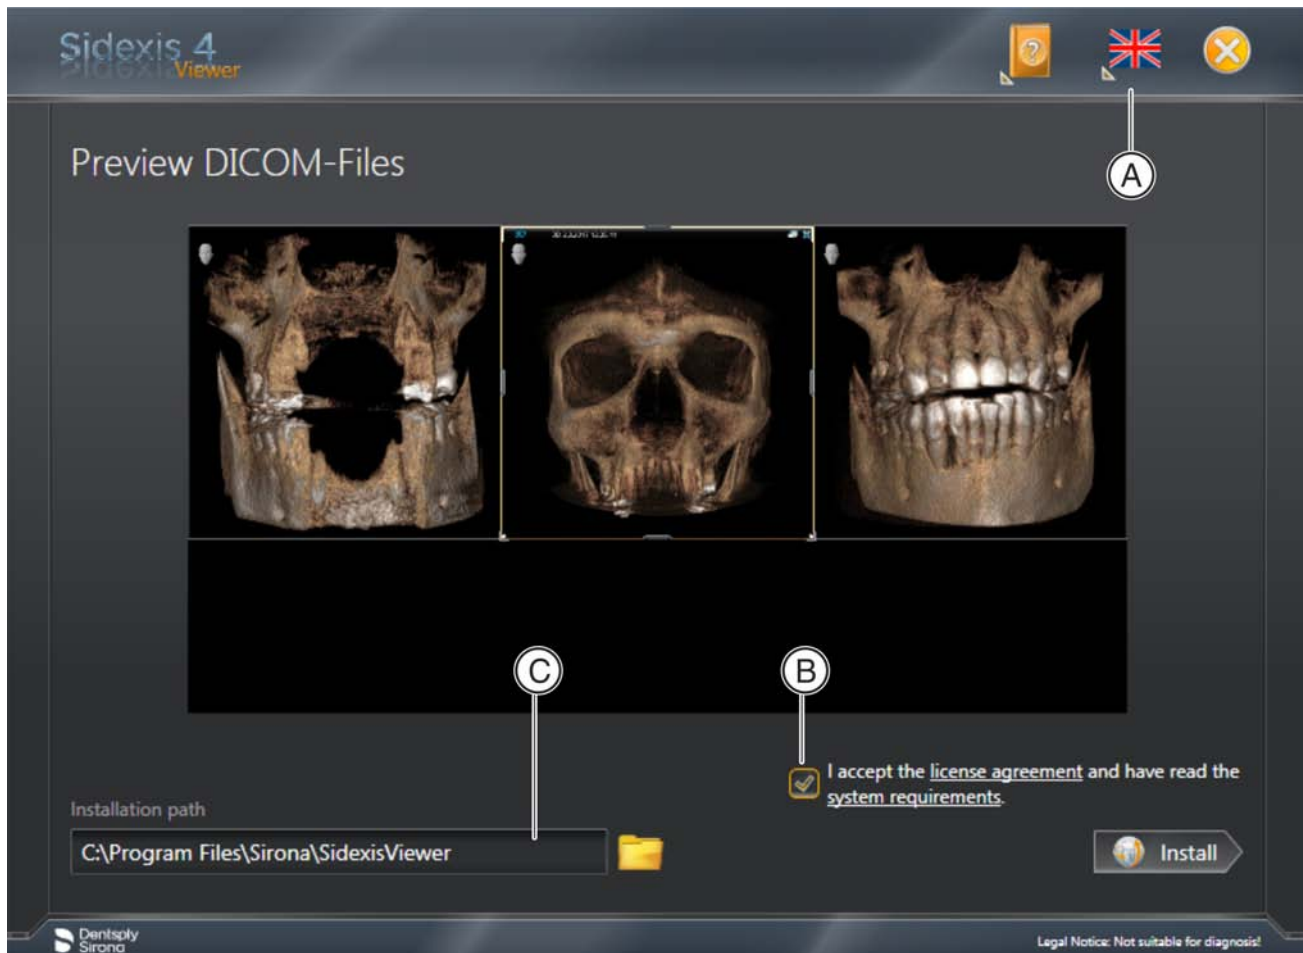 Sidexis 4
Viewer
?
A
Preview DICOM-Files
3D
C
B
I accept the license agreement and have read the
system requirements.
Installation path
C:\Program Files\Sirona\SidexisViewer
Install
Dentsply
Sirona
Legal Notice: Not suitable for diagnosis!